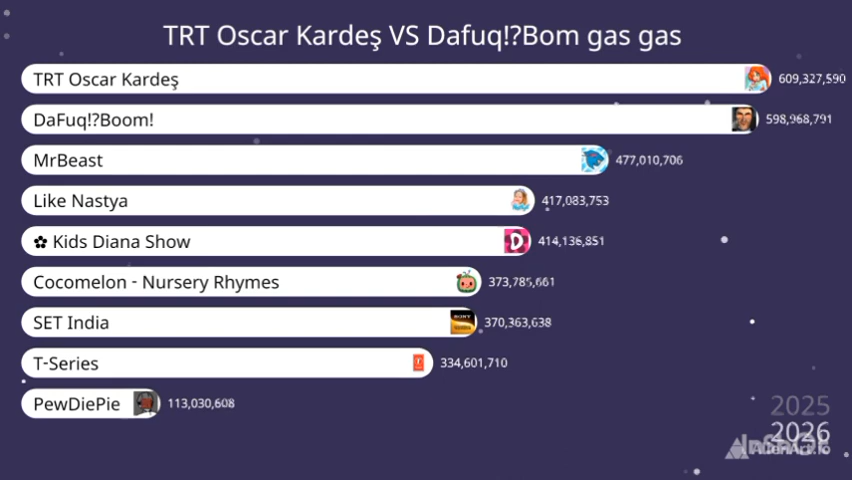 TRT Oscar Kardeş VS Dafuq!?Bom gas gas
TRT Oscar Kardeş 609,327,590
DaFuq!?Boom! 598,968,791
MrBeast 477,010,706
Like Nastya 417,083,753
✿ Kids Diana Show 414,136,851
Cocomelon - Nursery Rhymes 373,785,661
SET India 370,363,638
T-Series 334,601,710
PewDiePie 113,030,608
2025
2026